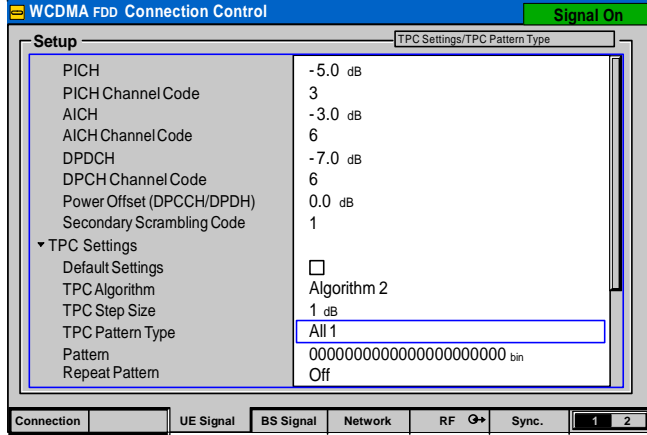 WCDMA FDD Connection Control
Signal On
Setup
TPC Settings/TPC Pattern Type
PICH -5.0 dB
PICH Channel Code 3
AICH -3.0 dB
AICH Channel Code 6
DPDCH -7.0 dB
DPCH Channel Code 6
Power Offset (DPCCH/DPDH) 0.0 dB
Secondary Scrambling Code 1
TPC Settings
Default Settings
TPC Algorithm Algorithm 2
TPC Step Size 1 dB
TPC Pattern Type All 1
Pattern 0000000000000000000000 bin
Repeat Pattern Off
Connection UE Signal BS Signal Network RF Sync. 1 2